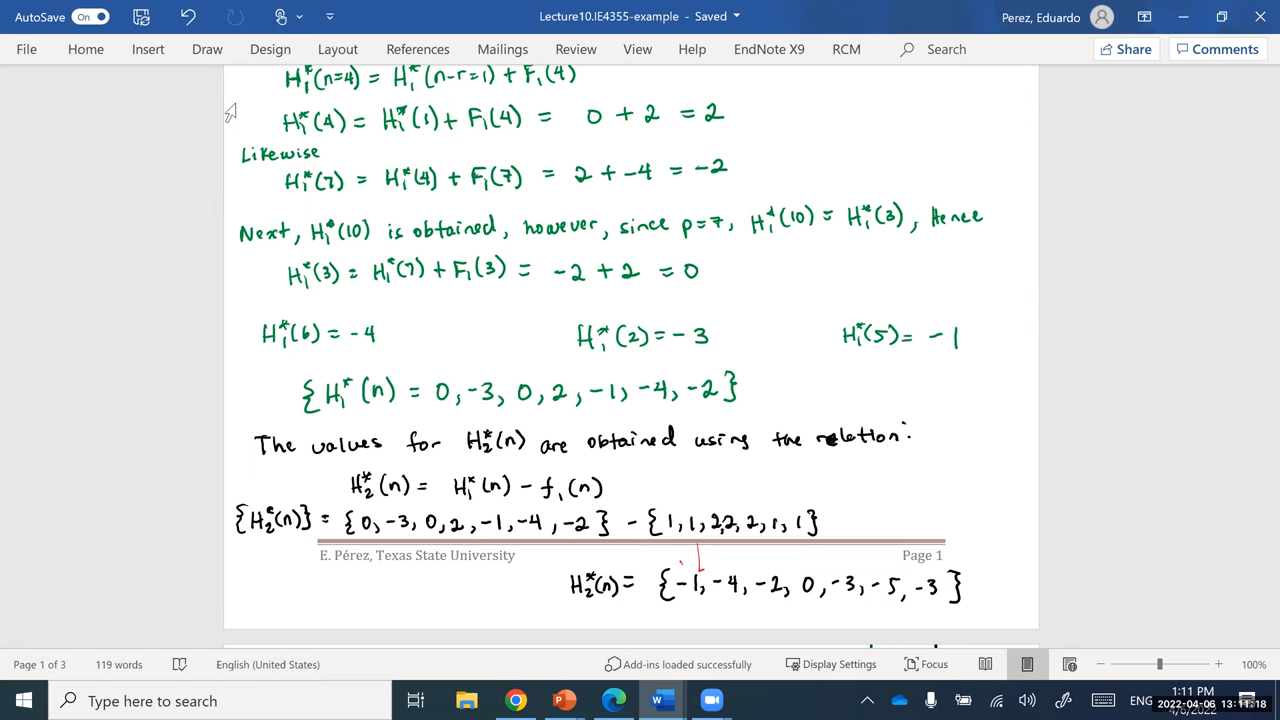 AutoSave On Lecture10.IE4355-example - Saved Perez, Eduardo
File Home Insert Draw Design Layout References Mailings Review View Help EndNote X9 RCM Search Share Comments
H₁*(n=4) = H₁*(n-r=1) + F₁(4)
H₁*(4) = H₁*(1) + F₁(4) = 0 + 2 = 2
Likewise
H₁*(7) = H₁*(4) + F₁(7) = 2 + -4 = -2
Next, H₁*(10) is obtained, however, since p=7, H₁*(10) = H₁*(3), Hence
H₁*(3) = H₁*(7) + F₁(3) = -2 + 2 = 0
H₁*(6) = -4 H₁*(2) = -3 H₁*(5) = -1
{H₁*(n) = 0, -3, 0, 2, -1, -4, -2}
The values for H₂*(n) are obtained using the relation:
H₂*(n) = H₁*(n) - f₁(n)
{H₂*(n)} = {0, -3, 0, 2, -1, -4, -2} - {1, 1, 2, 2, 2, 1, 1}
E. Pérez, Texas State University Page 1
H₂*(n) = {-1, -4, -2, 0, -3, -5, -3}
Page 1 of 3 119 words English (United States) Add-ins loaded successfully Display Settings Focus 100%
Type here to search ENG 1:11 PM
2022-04-06 13:11:18